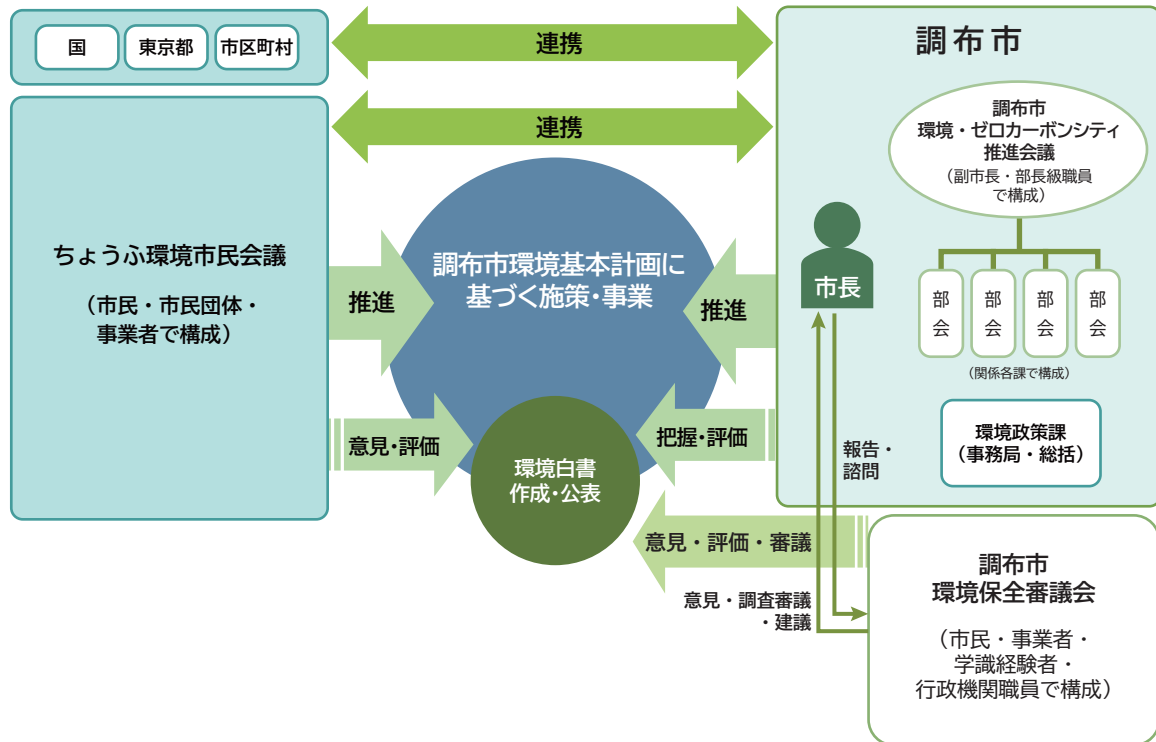 国
東京都
市区町村
連携
連携
調布市
調布市
環境・ゼロカーボンシティ
推進会議
（副市長・部長級職員
で構成）
ちょうふ環境市民会議
（市民・市民団体・
事業者で構成）
推進
調布市環境基本計画に
基づく施策・事業
推進
市長
部会
部会
部会
部会
（関係各課で構成）
意見・評価
環境白書
作成・公表
把握・評価
報告・
諮問
環境政策課
（事務局・総括）
意見・評価・審議
意見・調査審議
・建議
調布市
環境保全審議会
（市民・事業者・
学識経験者・
行政機関職員で構成）